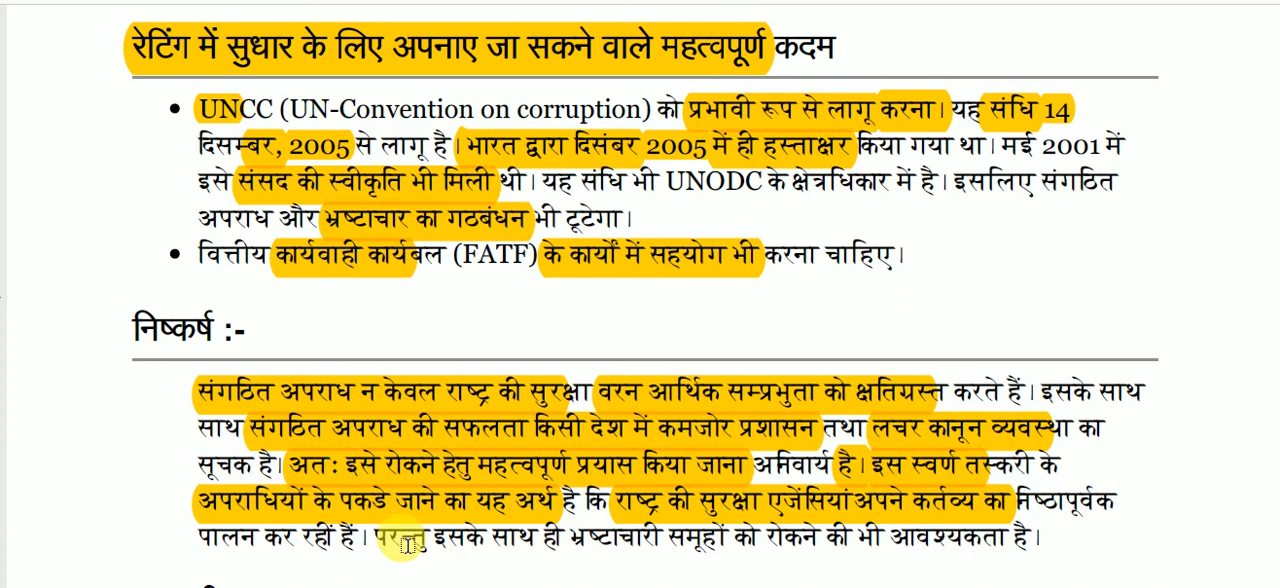 रेटिंग में सुधार के लिए अपनाए जा सकने वाले महत्वपूर्ण कदम
• UNCC (UN-Convention on corruption) को प्रभावी रूप से लागू करना। यह संधि 14
दिसम्बर, 2005 से लागू है। भारत द्वारा दिसंबर 2005 में ही हस्ताक्षर किया गया था। मई 2001 में
इसे संसद की स्वीकृति भी मिली थी। यह संधि भी UNODC के क्षेत्रधिकार में है। इसलिए संगठित
अपराध और भ्रष्टाचार का गठबंधन भी टूटेगा।
• वित्तीय कार्यवाही कार्यबल (FATF) के कार्यों में सहयोग भी करना चाहिए।
निष्कर्ष :-
संगठित अपराध न केवल राष्ट्र की सुरक्षा वरन आर्थिक सम्प्रभुता को क्षतिग्रस्त करते हैं। इसके साथ
साथ संगठित अपराध की सफलता किसी देश में कमजोर प्रशासन तथा लचर कानून व्यवस्था का
सूचक है। अतः इसे रोकने हेतु महत्वपूर्ण प्रयास किया जाना अनिवार्य है। इस स्वर्ण तस्करी के
अपराधियों के पकडे जाने का यह अर्थ है कि राष्ट्र की सुरक्षा एजेंसियां अपने कर्तव्य का निष्ठापूर्वक
पालन कर रहीं हैं। परन्तु इसके साथ ही भ्रष्टाचारी समूहों को रोकने की भी आवश्यकता है।